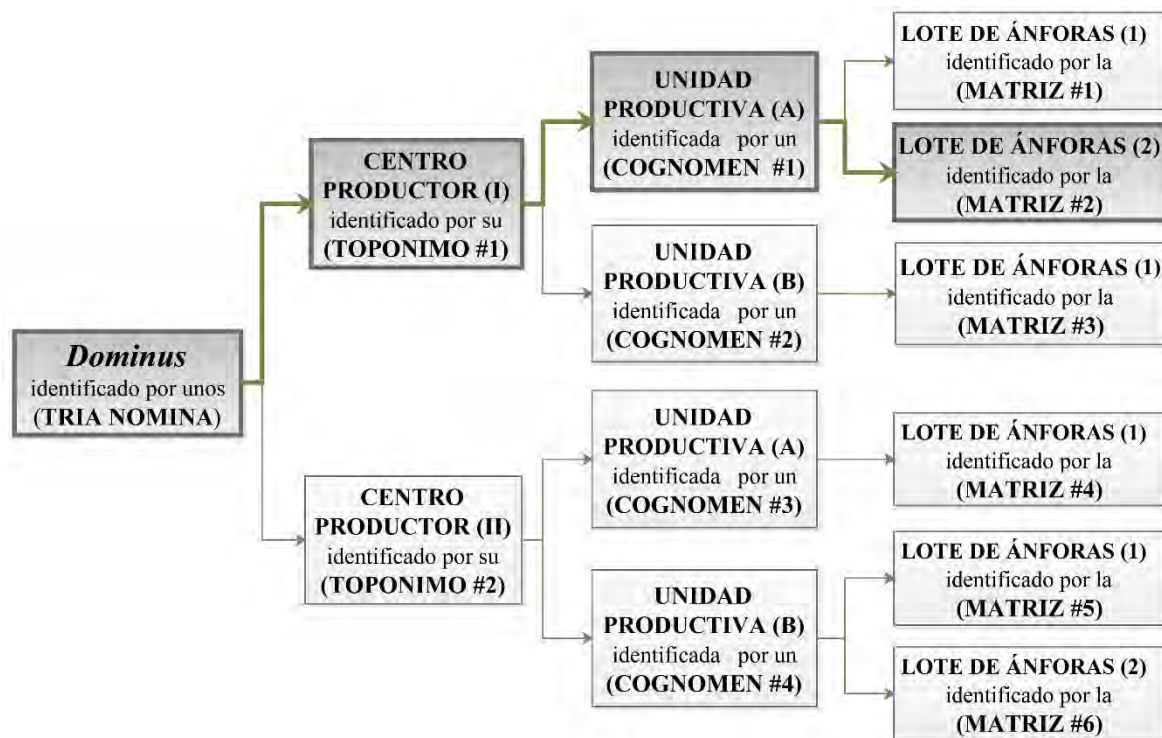 Dominus
identificado por unos
(TRIA NOMINA)
CENTRO
PRODUCTOR (I)
identificado por su
(TOPONIMO #1)
CENTRO
PRODUCTOR (II)
identificado por su
(TOPONIMO #2)
UNIDAD
PRODUCTIVA (A)
identificada por un
(COGNOMEN #1)
UNIDAD
PRODUCTIVA (B)
identificada por un
(COGNOMEN #2)
UNIDAD
PRODUCTIVA (A)
identificada por un
(COGNOMEN #3)
UNIDAD
PRODUCTIVA (B)
identificada por un
(COGNOMEN #4)
LOTE DE ÁNFORAS (1)
identificado por la
(MATRIZ #1)
LOTE DE ÁNFORAS (2)
identificado por la
(MATRIZ #2)
LOTE DE ÁNFORAS (1)
identificado por la
(MATRIZ #3)
LOTE DE ÁNFORAS (1)
identificado por la
(MATRIZ #4)
LOTE DE ÁNFORAS (1)
identificado por la
(MATRIZ #5)
LOTE DE ÁNFORAS (2)
identificado por la
(MATRIZ #6)